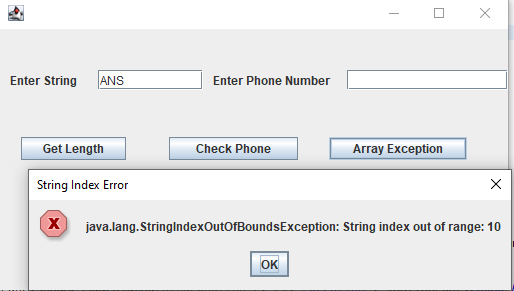 Enter String ANS Enter Phone Number
Get Length Check Phone Array Exception
String Index Error
java.lang.StringIndexOutOfBoundsException: String index out of range: 10
OK